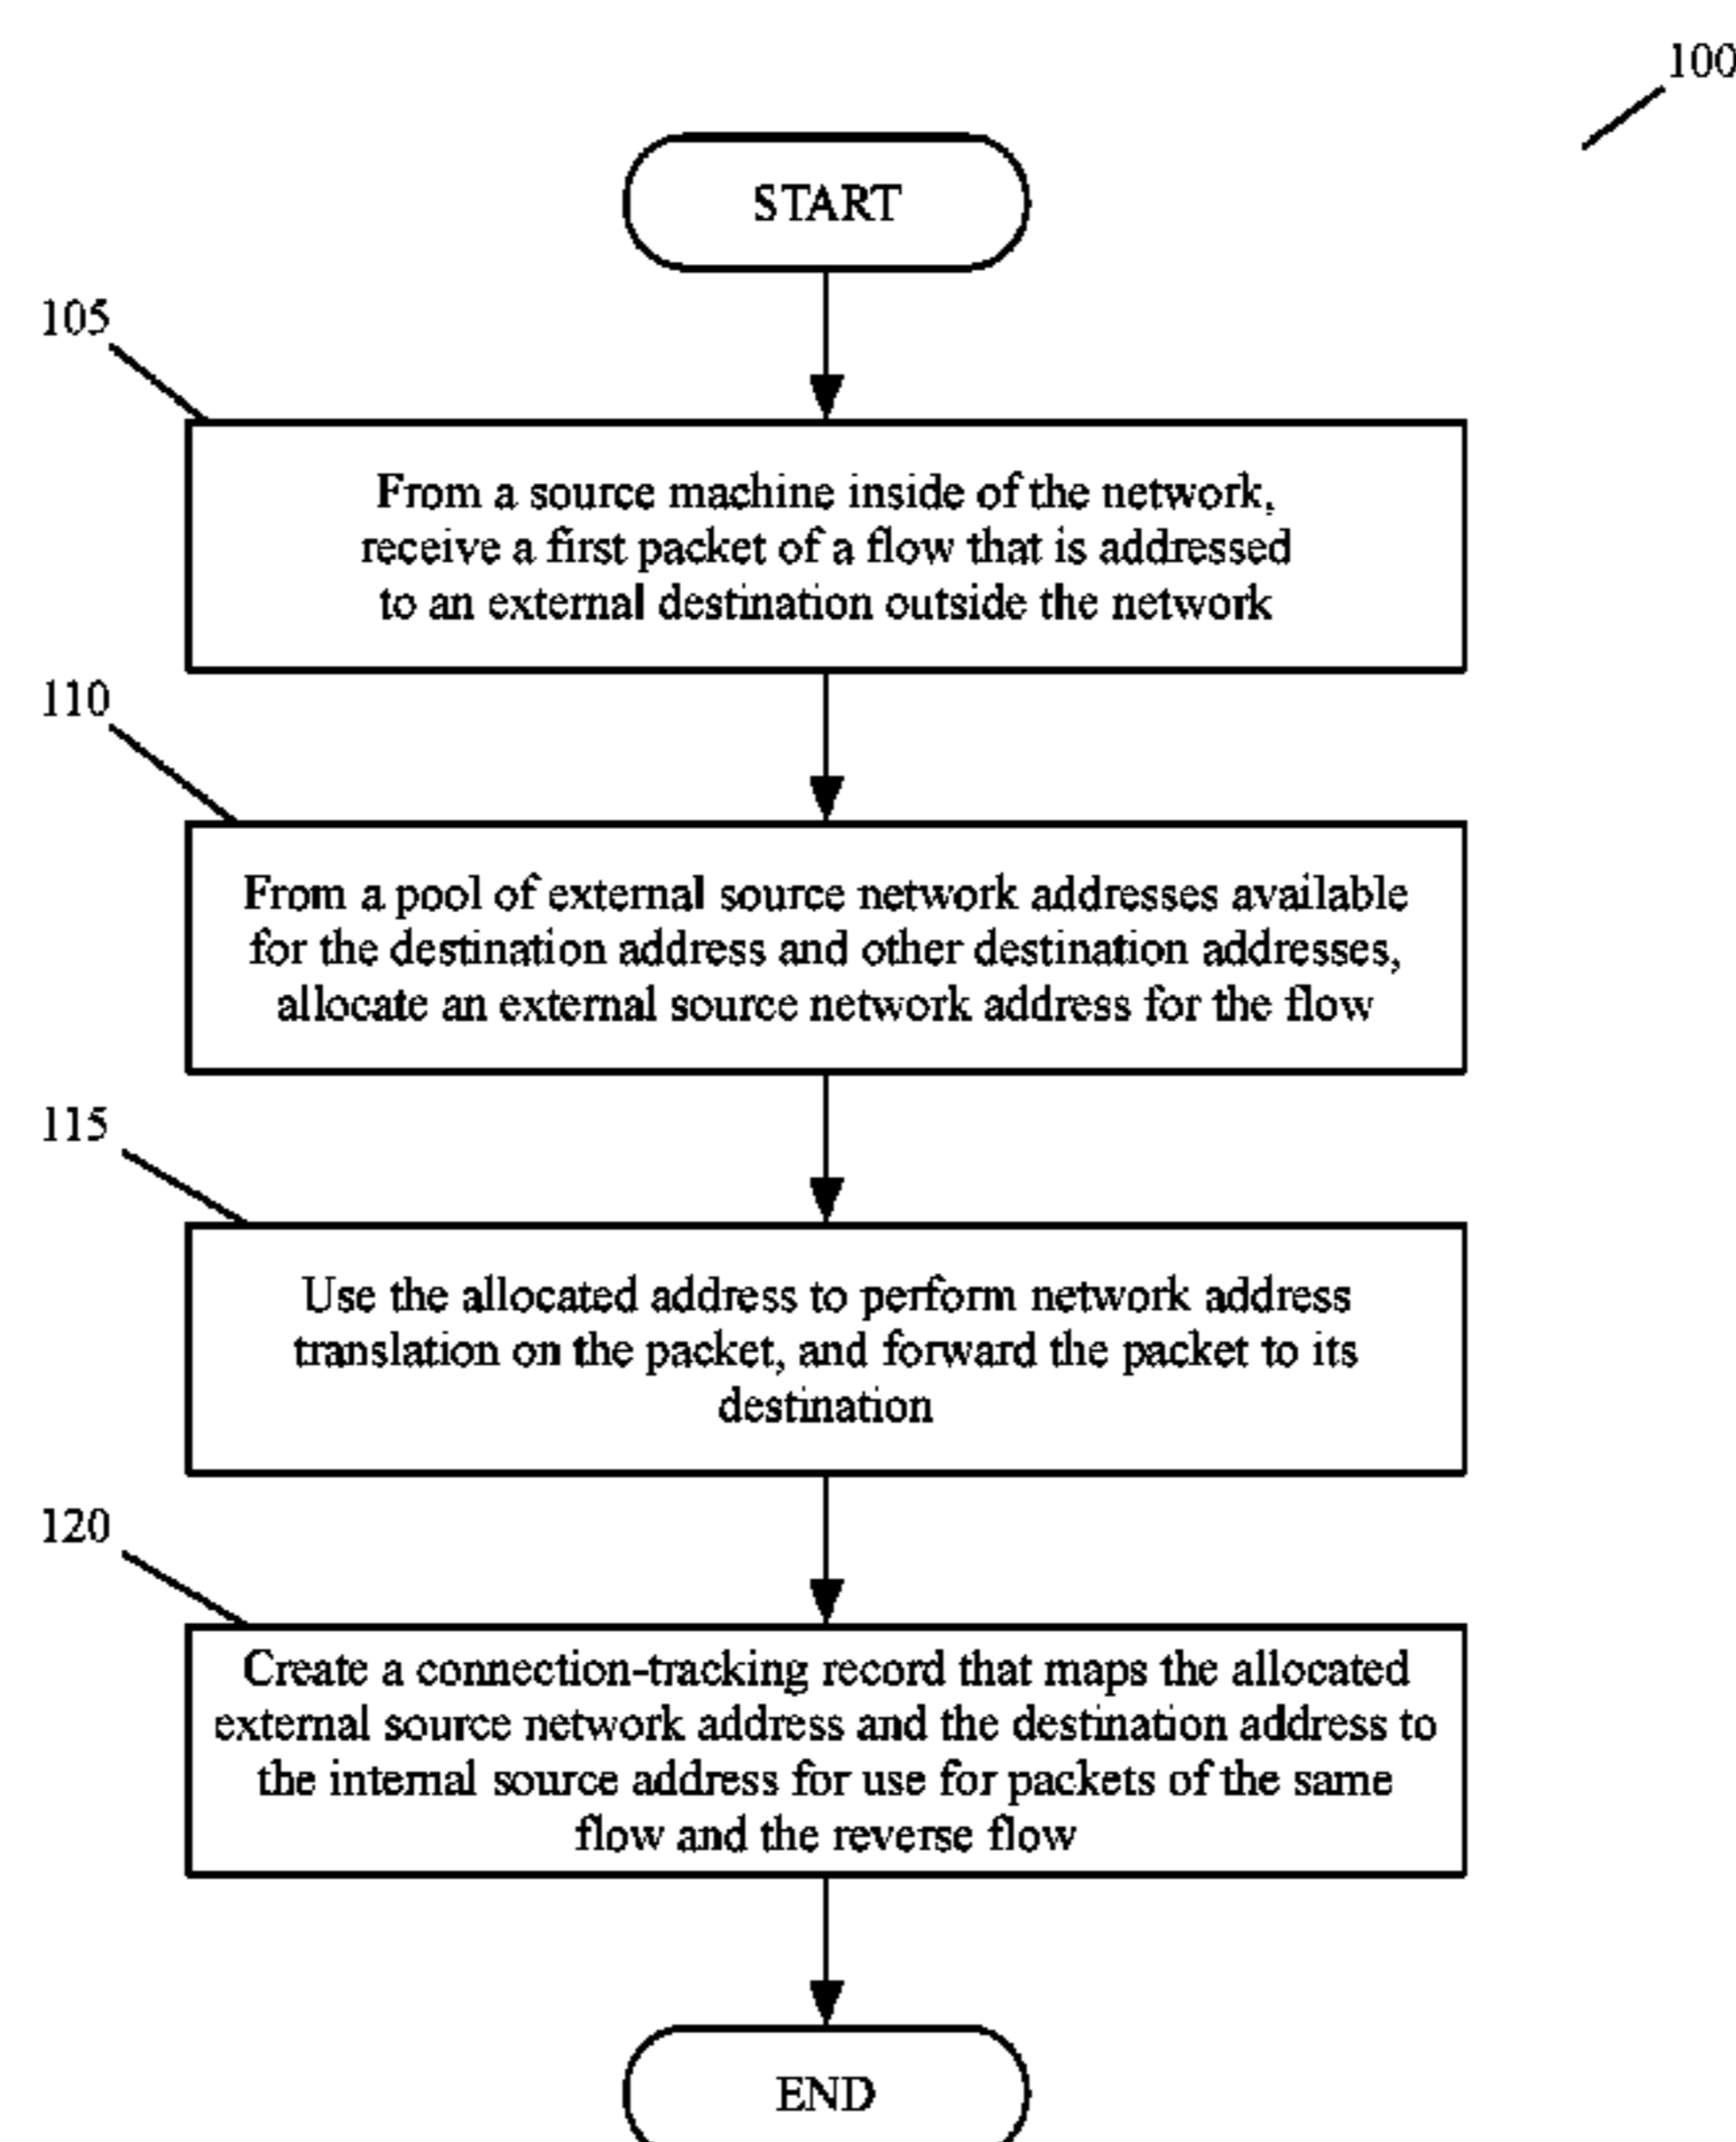 100
START
105
From a source machine inside of the network,
receive a first packet of a flow that is addressed
to an external destination outside the network
110
From a pool of external source network addresses available
for the destination address and other destination addresses,
allocate an external source network address for the flow
115
Use the allocated address to perform network address
translation on the packet, and forward the packet to its
destination
120
Create a connection-tracking record that maps the allocated
external source network address and the destination address to
the internal source address for use for packets of the same
flow and the reverse flow
END